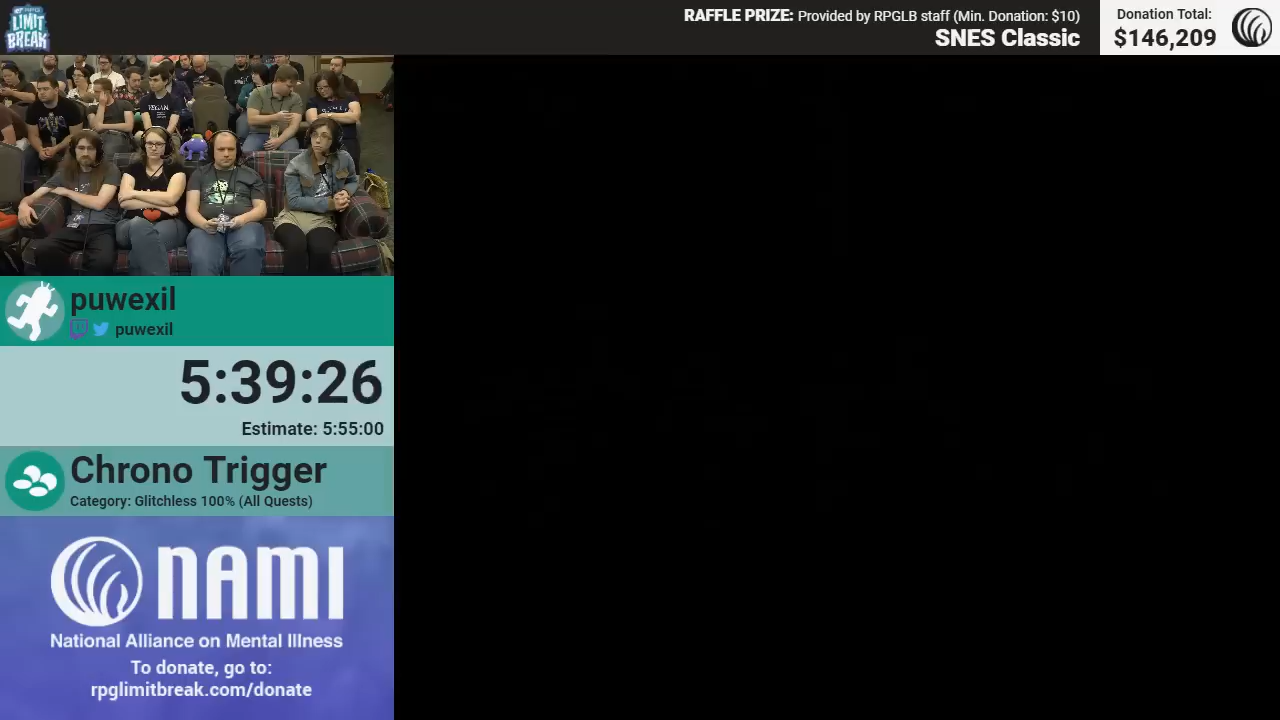 LIMIT
BREAK
RAFFLE PRIZE: Provided by RPGLB staff (Min. Donation: $10)
SNES Classic
Donation Total:
$146,209
VEGAN
puwexil
puwexil
5:39:26
Estimate: 5:55:00
Chrono Trigger
Category: Glitchless 100% (All Quests)
NAMI
National Alliance on Mental Illness
To donate, go to:
rpglimitbreak.com/donate